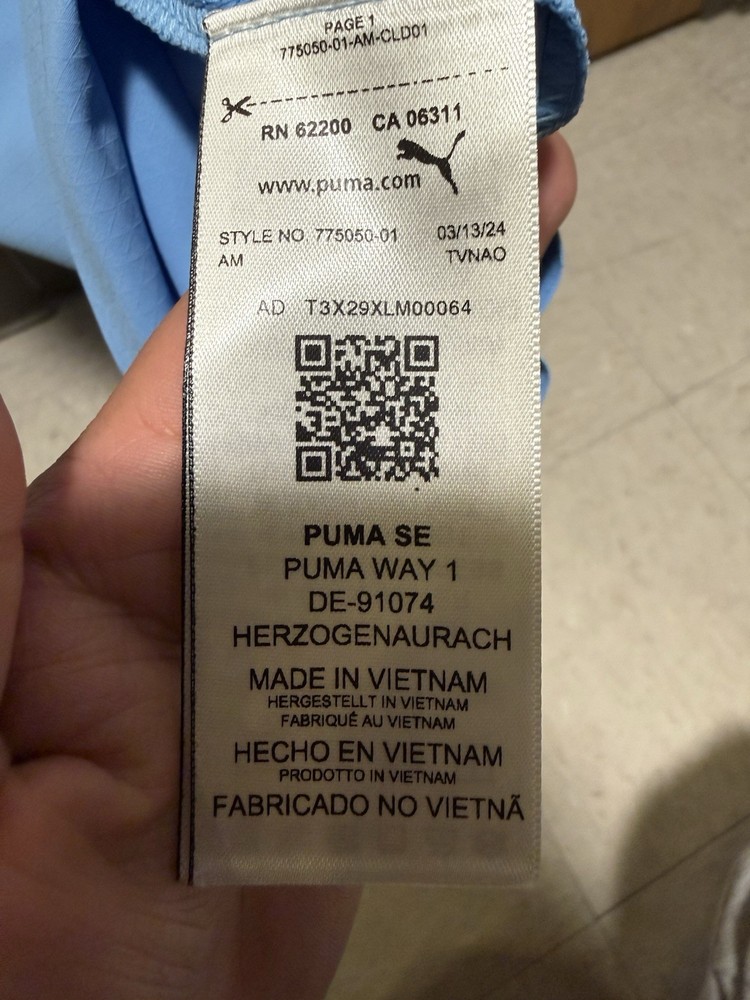 PAGE 1
775050-01-AM-CLD01
RN 62200 CA 06311
www.puma.com
STYLE NO. 775050-01 03/13/24
AM TVNAO
AD T3X29XLM00064
PUMA SE
PUMA WAY 1
DE-91074
HERZOGENAURACH
MADE IN VIETNAM
HERGESTELLT IN VIETNAM
FABRIQUÉ AU VIETNAM
HECHO EN VIETNAM
PRODOTTO IN VIETNAM
FABRICADO NO VIETNÃ